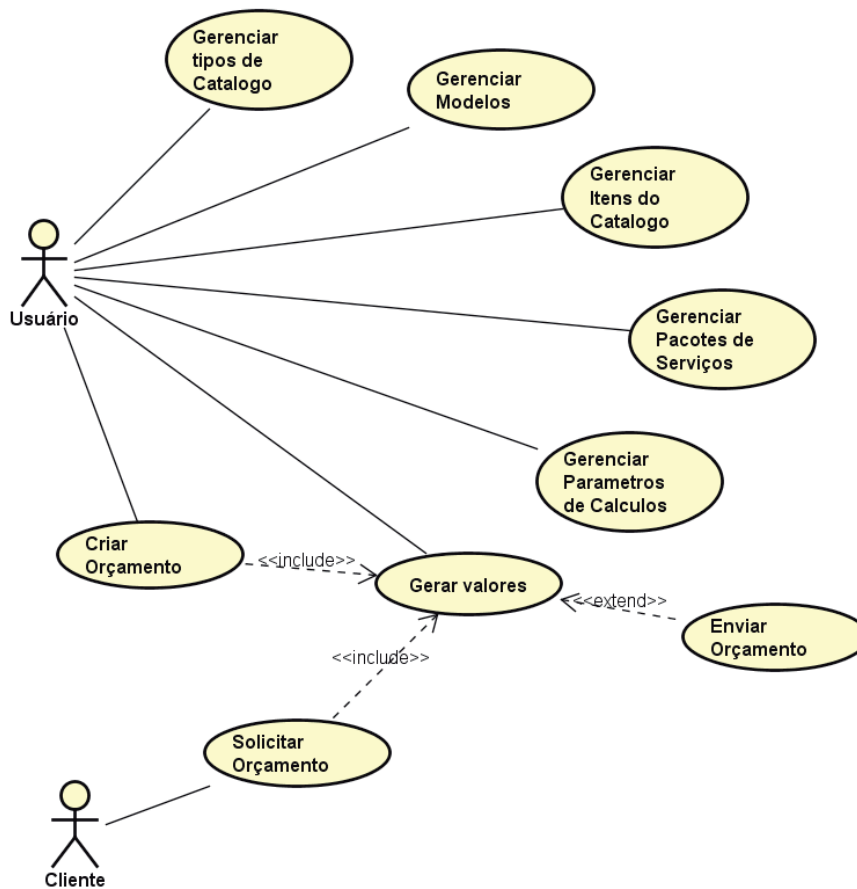 Gerenciar
tipos de
Catalogo
Gerenciar
Modelos
Gerenciar
Itens do
Catalogo
Usuário
Gerenciar
Pacotes de
Serviços
Gerenciar
Parametros
de Calculos
Criar
Orçamento
<<include>>
Gerar valores
<<extend>>
Enviar
Orçamento
<<include>>
Solicitar
Orçamento
Cliente